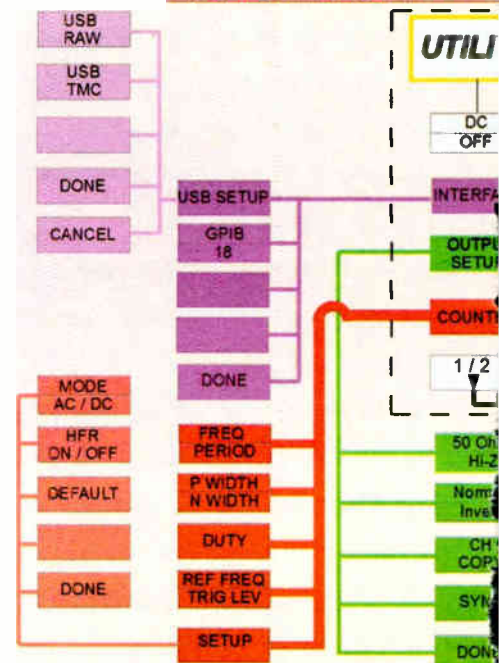 USB
RAW
USB
TMC
DONE
CANCEL
USB SETUP
GPIB
18
DONE
UTILI
DC
OFF
INTERFA
OUTPU
SETUP
COUNT
1 / 2
MODE
AC / DC
HFR
ON / OFF
DEFAULT
DONE
FREQ
PERIOD
P WIDTH
N WIDTH
DUTY
REF FREQ
TRIG LEV
SETUP
50 Oh
Hi-Z
Norm
Inve
CH
COP
SYN
DON